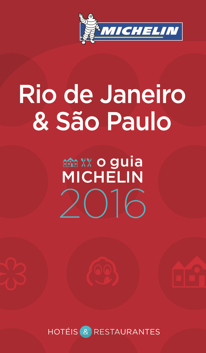 MICHELIN
Rio de Janeiro
& São Paulo
o guia
MICHELIN
2016
HOTÉIS & RESTAURANTES